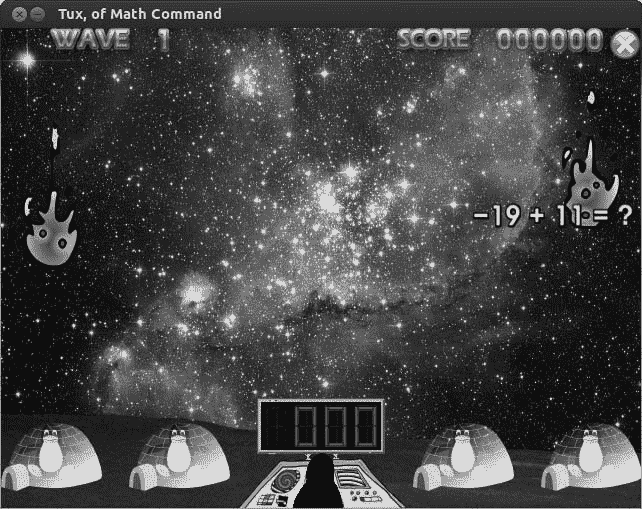 Tux, of Math Command
WAVE 1 SCORE 000000
-19 + 11 = ?
000